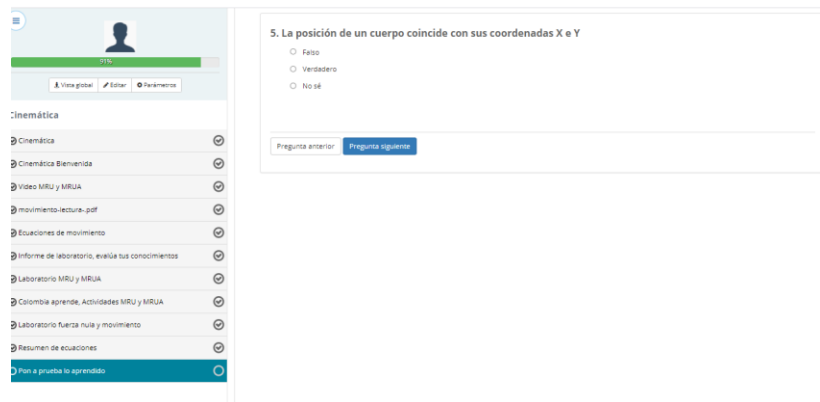 91%
Vista global Editar Parámetros
Cinemática
Cinemática
Cinemática Bienvenida
Video MRU y MRUA
movimiento-lectura-.pdf
Ecuaciones de movimiento
Informe de laboratorio, evalúa tus conocimientos
Laboratorio MRU y MRUA
Colombia aprende, Actividades MRU y MRUA
Laboratorio fuerza nula y movimiento
Resumen de ecuaciones
Pon a prueba lo aprendido
5. La posición de un cuerpo coincide con sus coordenadas X e Y
Falso
Verdadero
No sé
Pregunta anterior Pregunta siguiente